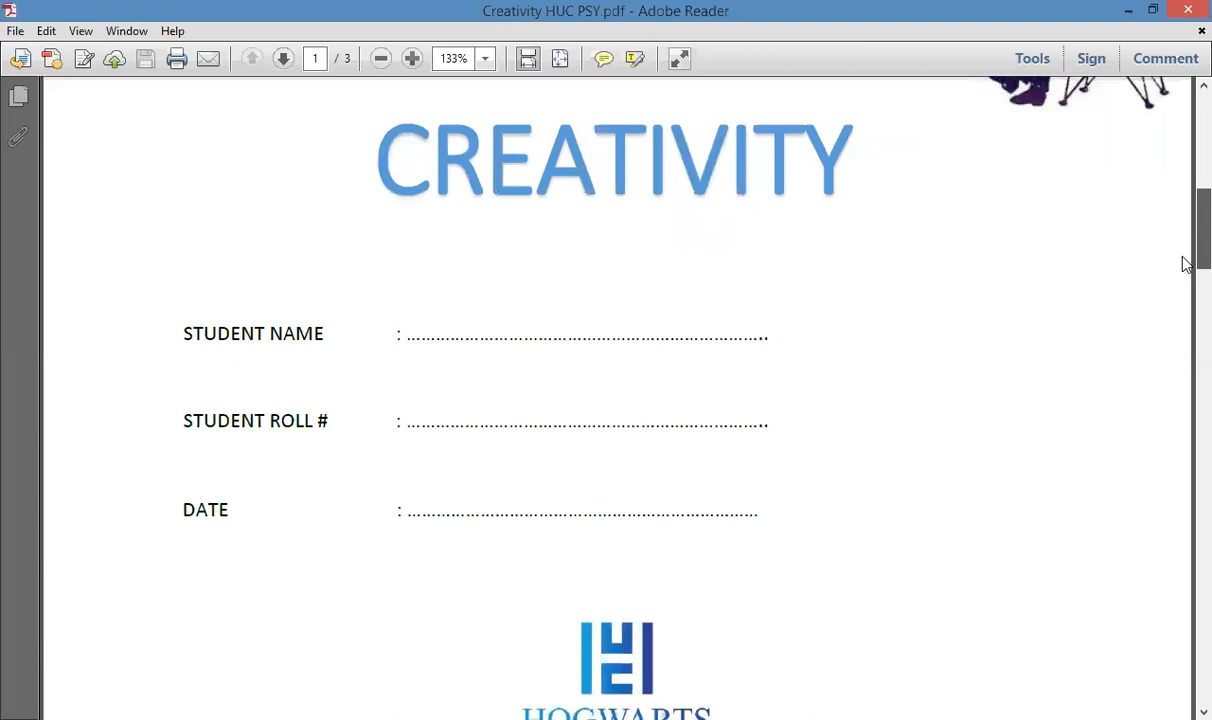 Creativity HUC PSY.pdf - Adobe Reader
File Edit View Window Help
1 / 3 133% Tools Sign Comment
CREATIVITY
STUDENT NAME : …………………………………………………………………..
STUDENT ROLL # : …………………………………………………………………..
DATE : …………………………………………………………………
HOGWARTS